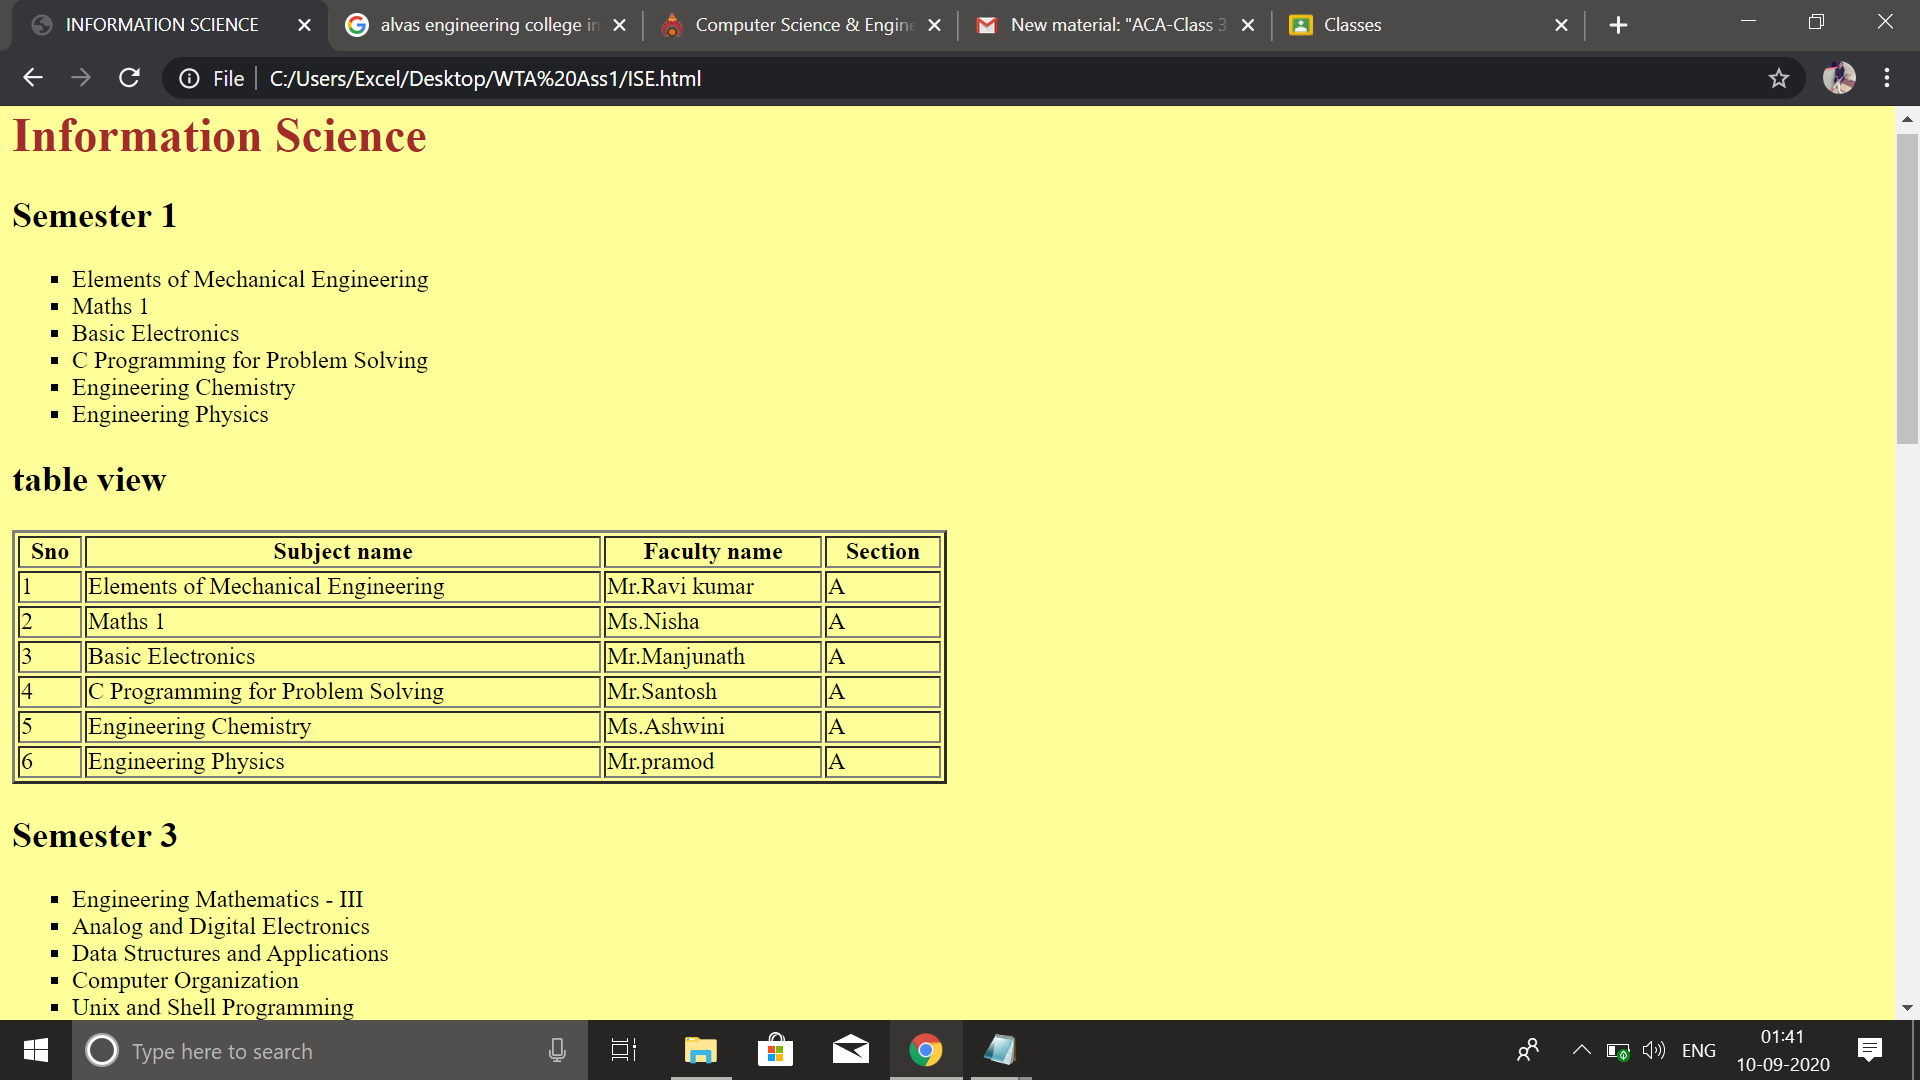 INFORMATION SCIENCE
alvas engineering college in
Computer Science & Engine
New material: "ACA-Class 3
Classes
File
C:/Users/Excel/Desktop/WTA%20Ass1/ISE.html
Information Science
Semester 1
Elements of Mechanical Engineering
Maths 1
Basic Electronics
C Programming for Problem Solving
Engineering Chemistry
Engineering Physics
table view
Sno Subject name Faculty name Section
1 Elements of Mechanical Engineering Mr.Ravi kumar A
2 Maths 1 Ms.Nisha A
3 Basic Electronics Mr.Manjunath A
4 C Programming for Problem Solving Mr.Santosh A
5 Engineering Chemistry Ms.Ashwini A
6 Engineering Physics Mr.pramod A
Semester 3
Engineering Mathematics - III
Analog and Digital Electronics
Data Structures and Applications
Computer Organization
Unix and Shell Programming
Type here to search
ENG
01:41
10-09-2020